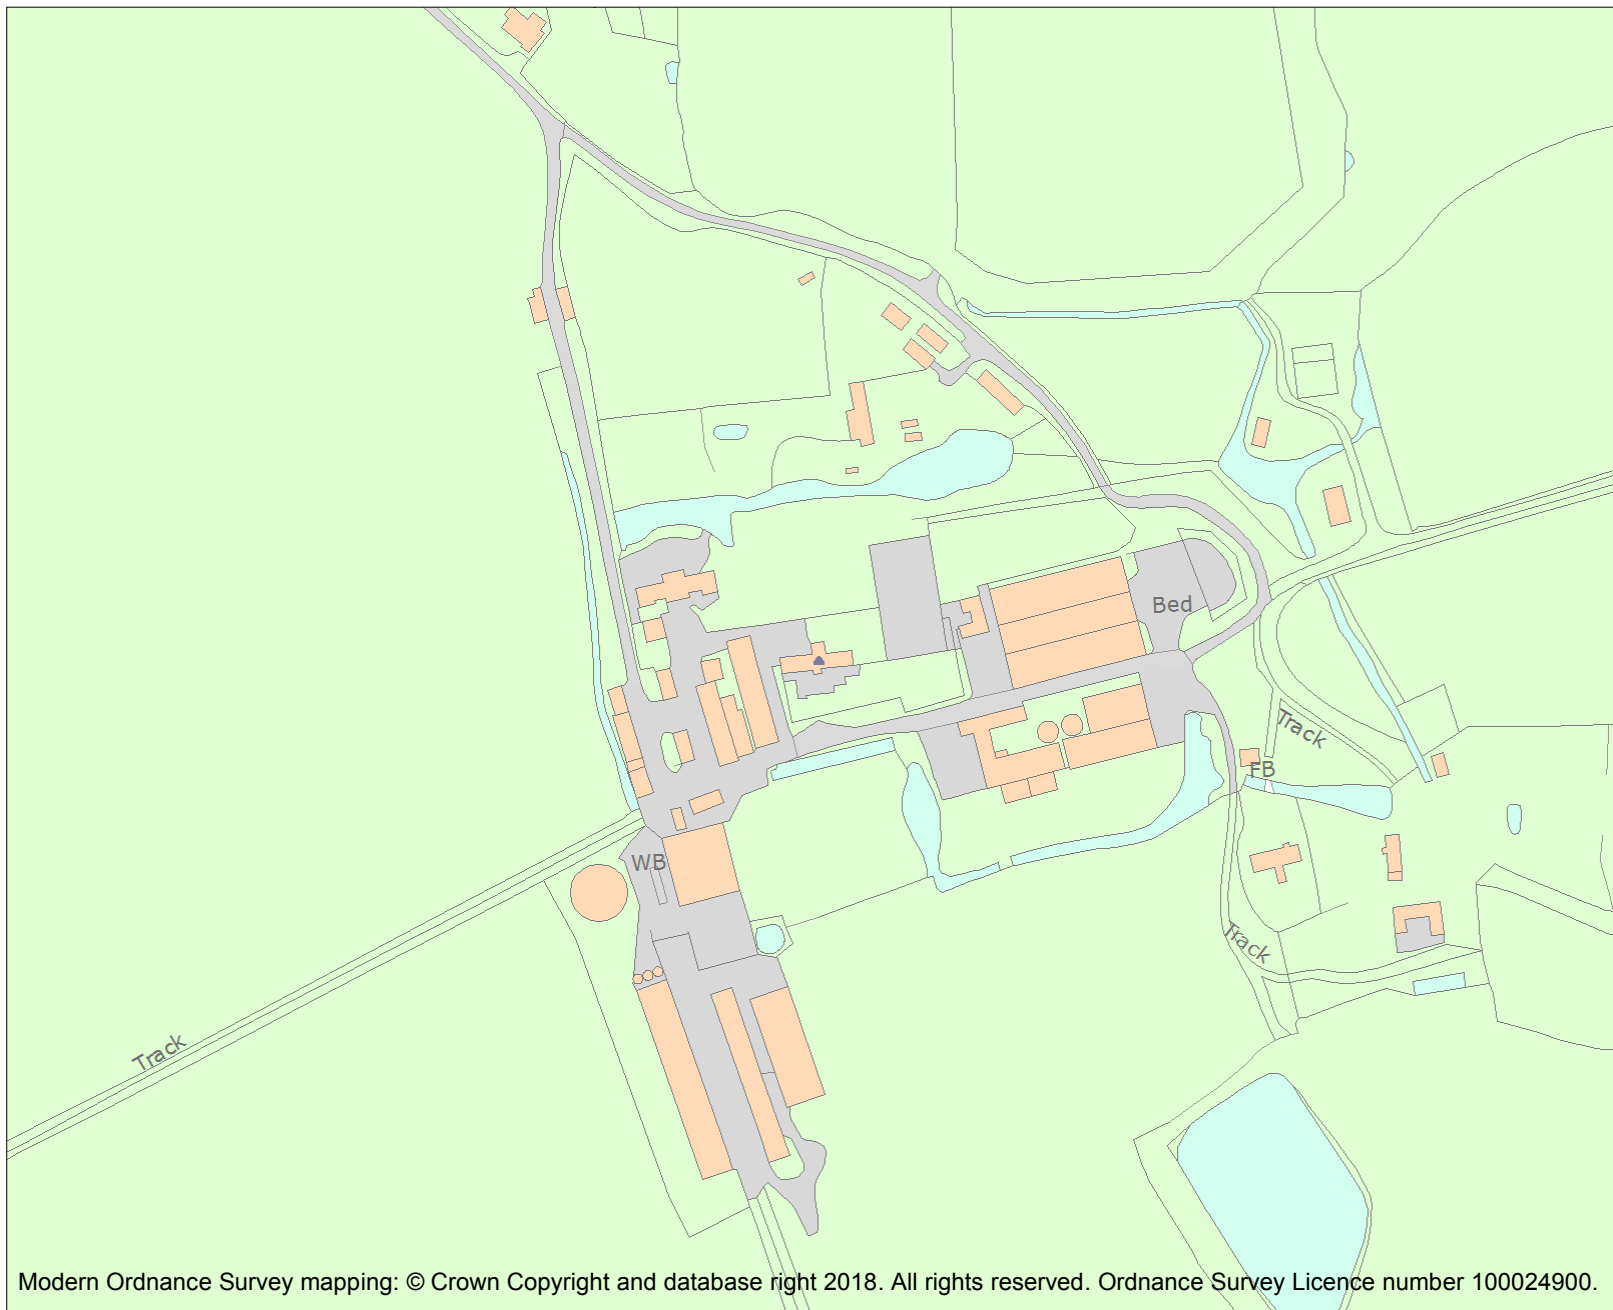 Bed
Track
FB
WB
Track
Track
Modern Ordnance Survey mapping: © Crown Copyright and database right 2018. All rights reserved. Ordnance Survey Licence number 100024900.